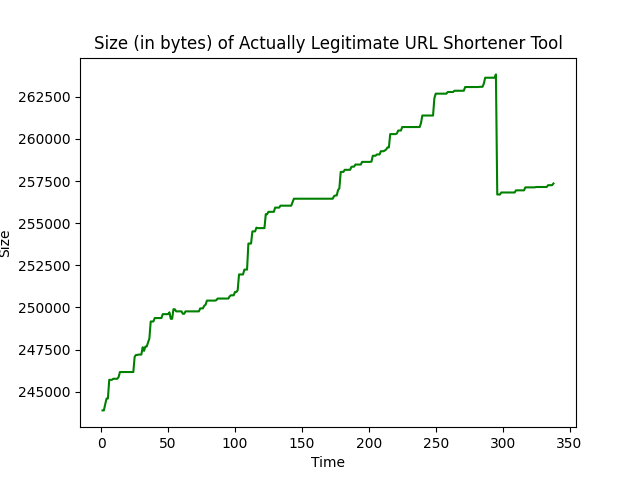 Size (in bytes) of Actually Legitimate URL Shortener Tool
262500
260000
257500
255000
252500
250000
247500
245000
Size
0 50 100 150 200 250 300 350
Time